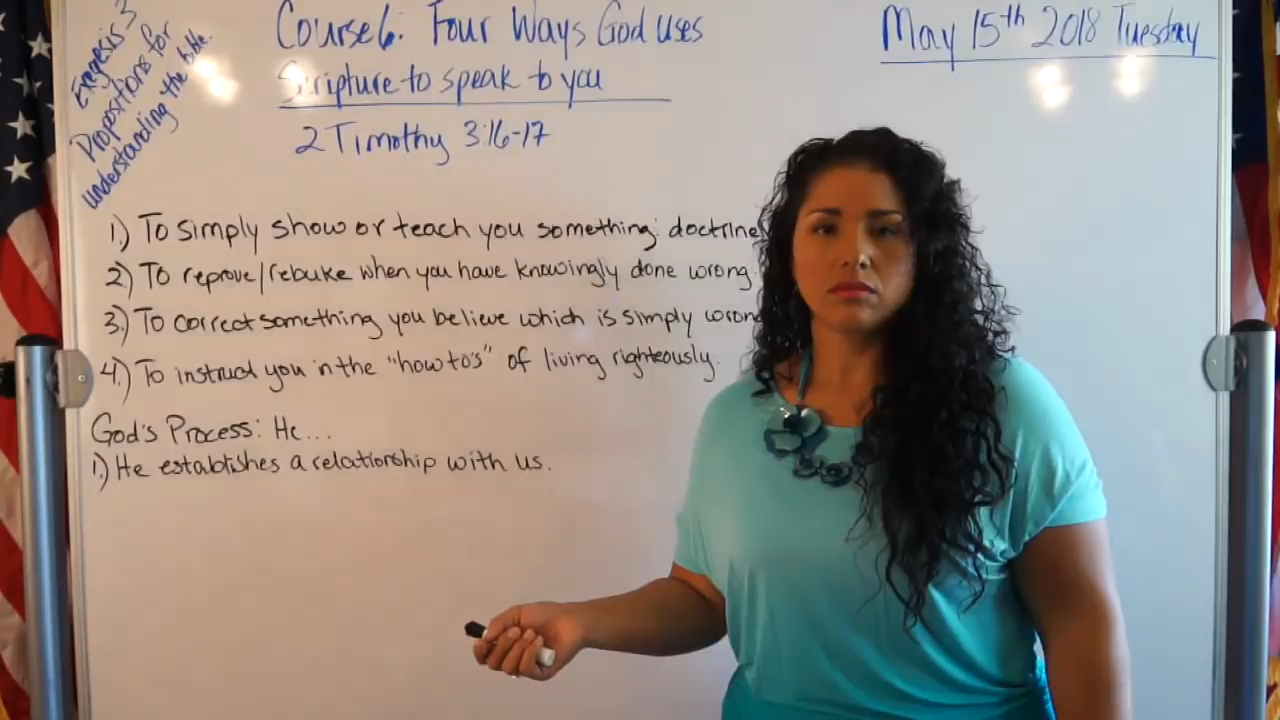 Exegesis 3
Propositions for
understanding the bible.
Course 6: Four Ways God uses
Scripture to speak to you
2 Timothy 3:16-17
May 15th 2018 Tuesday
1.) To simply show or teach you something: doctrine
2.) To reprove/rebuke when you have knowingly done wrong.
3.) To correct something you believe which is simply wrong
4.) To instruct you in the "how to's" of living righteously.
God's Process: He...
1.) He establishes a relationship with us.